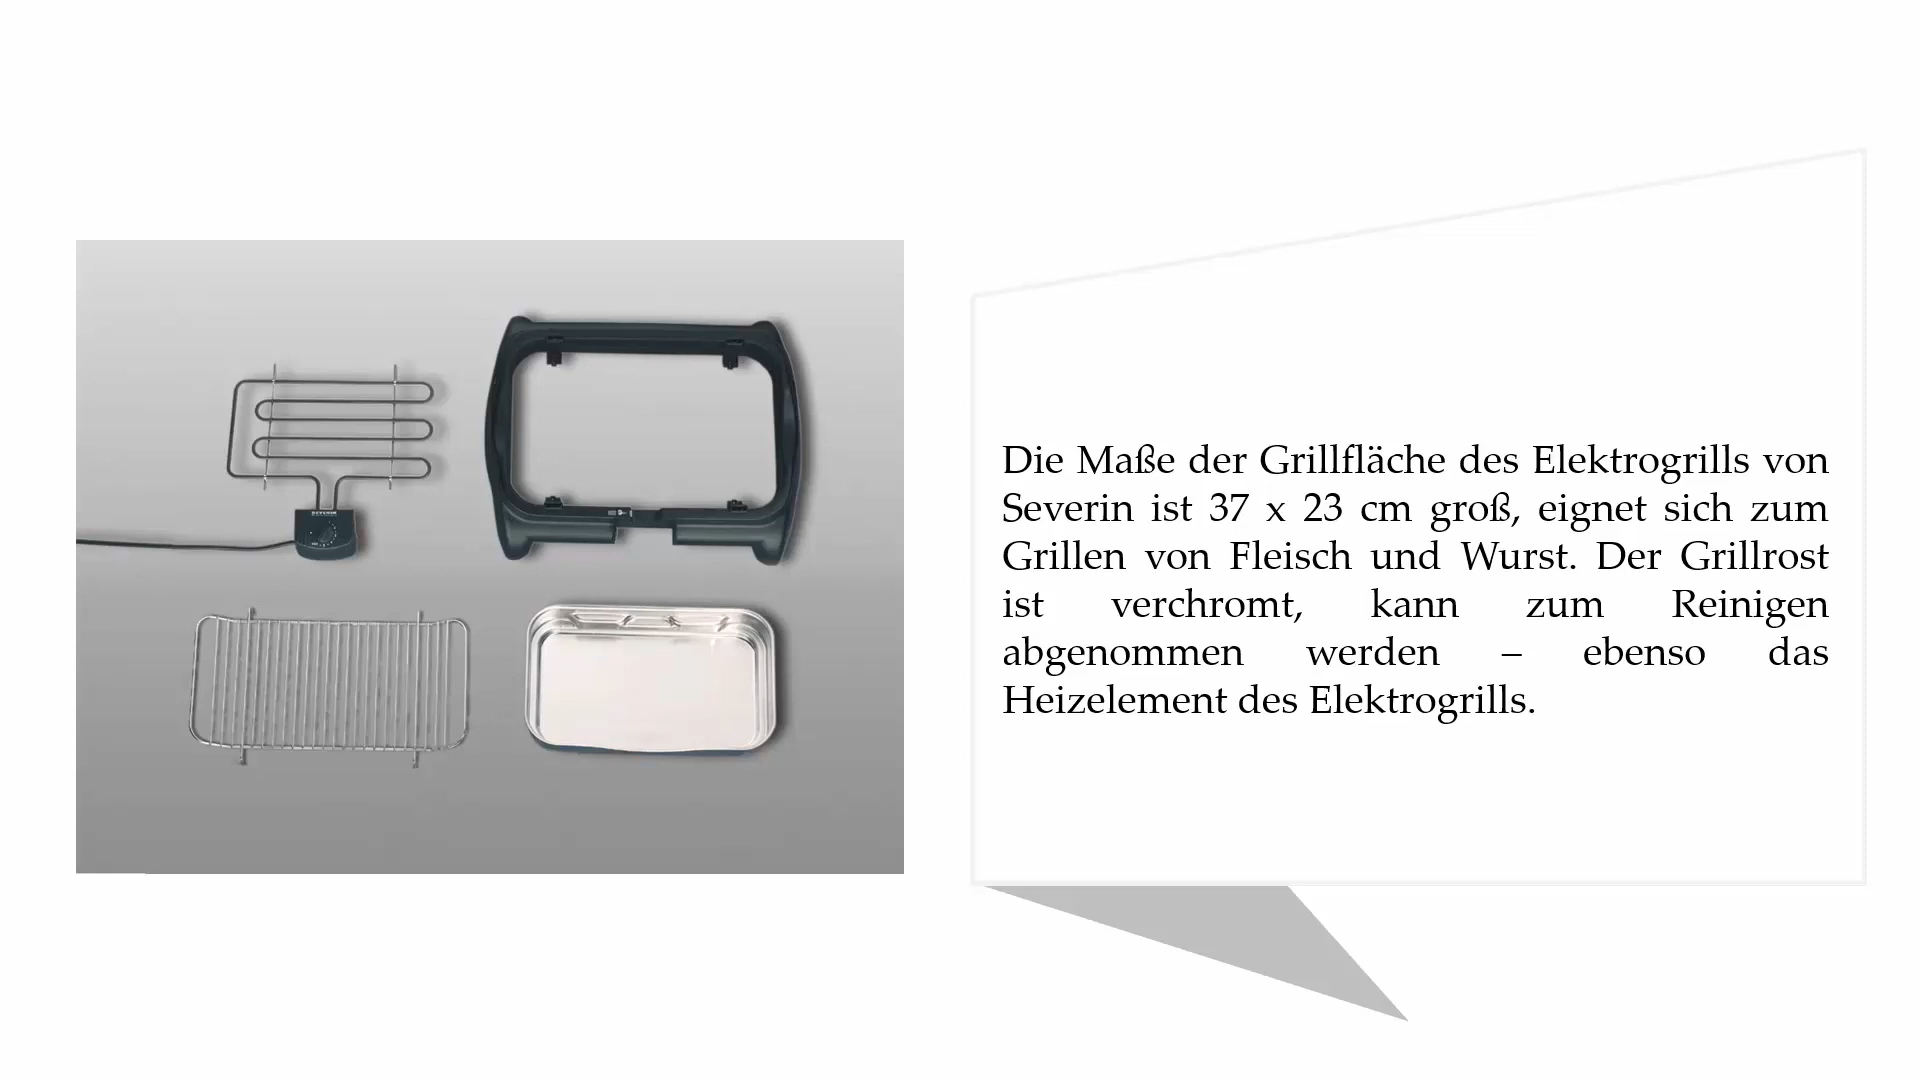 Die Maße der Grillfläche des Elektrogrills von
Severin ist 37 x 23 cm groß, eignet sich zum
Grillen von Fleisch und Wurst. Der Grillrost
ist verchromt, kann zum Reinigen
abgenommen werden – ebenso das
Heizelement des Elektrogrills.